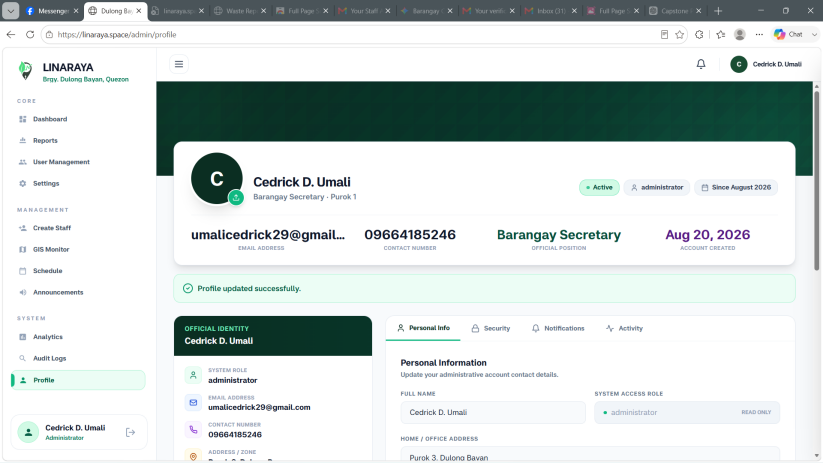 Messenger
Dulong Ba
linaraya.sp
Waste Rep
Full Page S
Your Staff A
Barangay
Your verifi
Inbox (31)
Full Page S
Capstone
https://linaraya.space/admin/profile
Chat
LINARAYA
Brgy. Dulong Bayan, Quezon
CORE
Dashboard
Reports
User Management
Settings
MANAGEMENT
Create Staff
GIS Monitor
Schedule
Announcements
SYSTEM
Analytics
Audit Logs
Profile
Cedrick D. Umali
Administrator
C Cedrick D. Umali
C
Cedrick D. Umali
Barangay Secretary · Purok 1
Active
administrator
Since August 2026
umalicedrick29@gmail...
EMAIL ADDRESS
09664185246
CONTACT NUMBER
Barangay Secretary
OFFICIAL POSITION
Aug 20, 2026
ACCOUNT CREATED
Profile updated successfully.
OFFICIAL IDENTITY
Cedrick D. Umali
SYSTEM ROLE
administrator
EMAIL ADDRESS
umalicedrick29@gmail.com
CONTACT NUMBER
09664185246
ADDRESS / ZONE
Personal Info
Security
Notifications
Activity
Personal Information
Update your administrative account contact details.
FULL NAME
Cedrick D. Umali
SYSTEM ACCESS ROLE
administrator
READ ONLY
HOME / OFFICE ADDRESS
Purok 3, Dulong Bayan